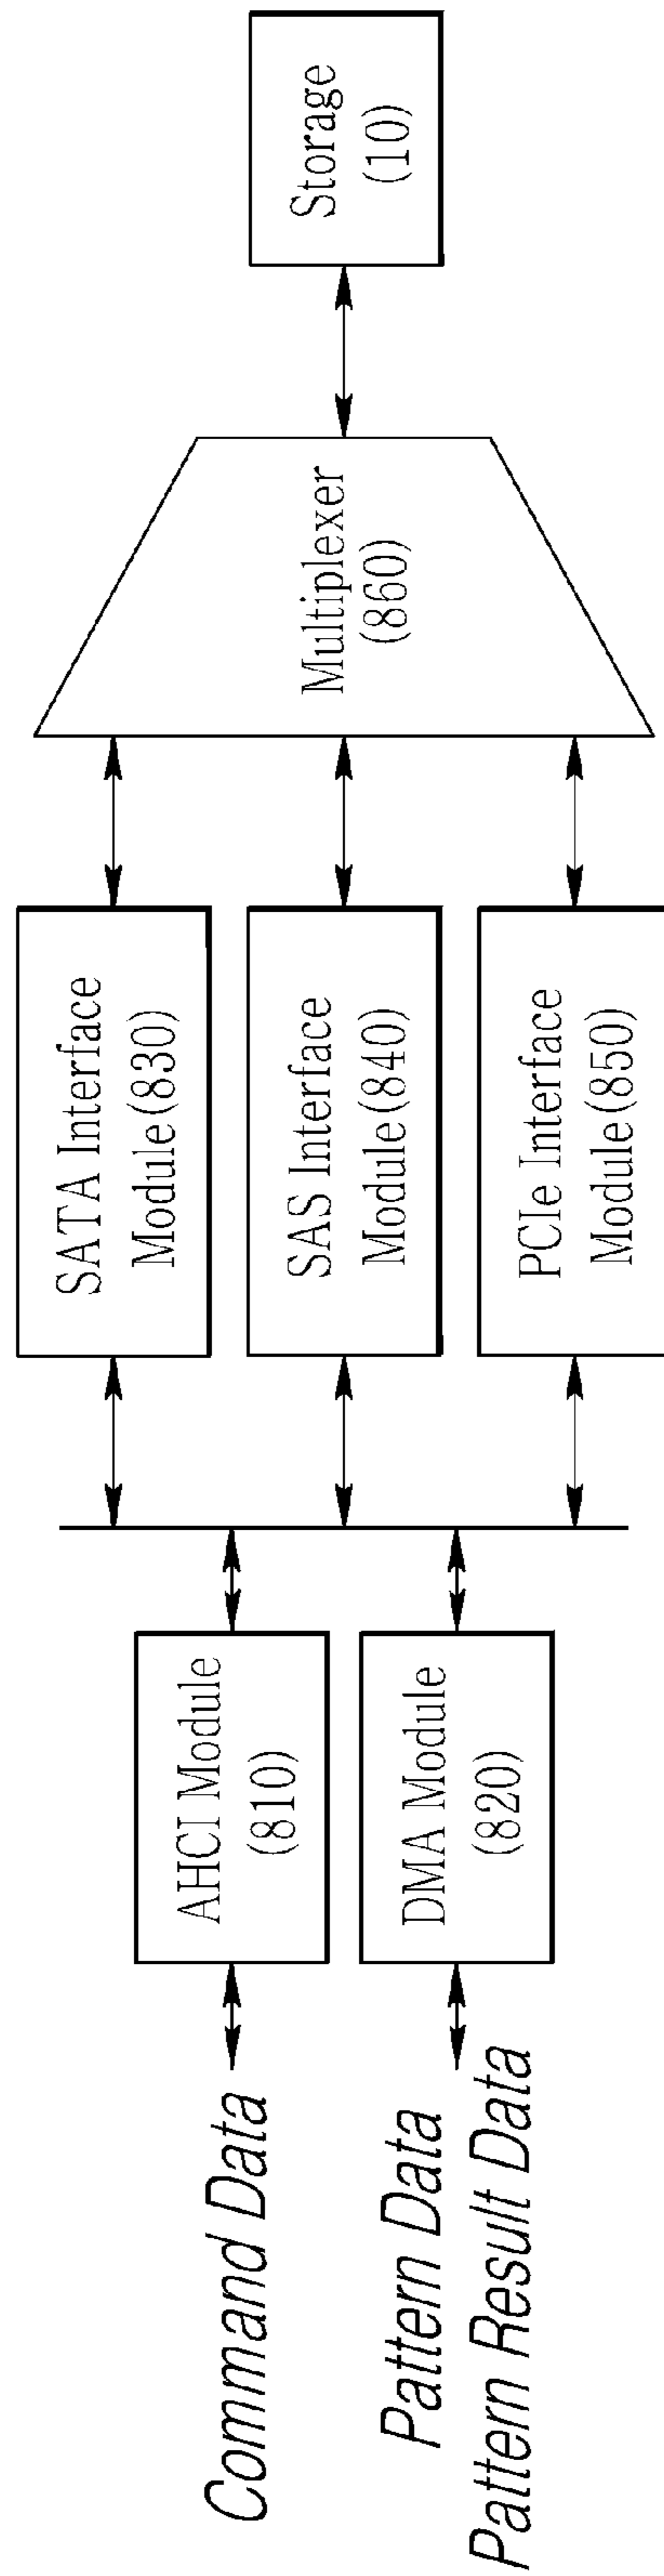 Command Data
Pattern Data
Pattern Result Data
AHCI Module
(810)
DMA Module
(820)
SATA Interface
Module(830)
SAS Interface
Module(840)
PCIe Interface
Module(850)
Multiplexer
(860)
Storage
(10)